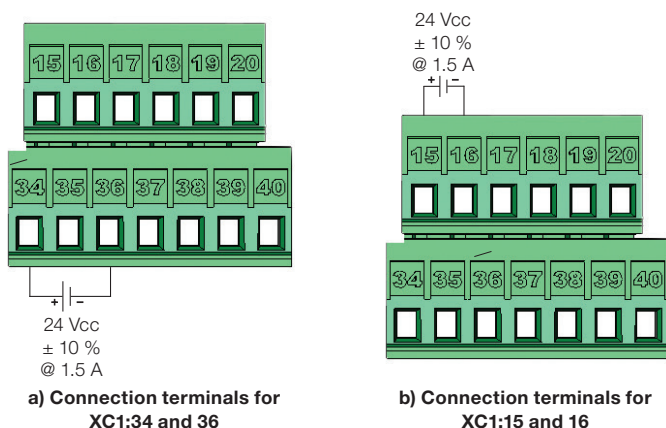 15 16 17 18 19 20
34 35 36 37 38 39 40
+ −
24 Vcc
± 10 %
@ 1.5 A
a) Connection terminals for
XC1:34 and 36
24 Vcc
± 10 %
@ 1.5 A
+ −
15 16 17 18 19 20
34 35 36 37 38 39 40
b) Connection terminals for
XC1:15 and 16